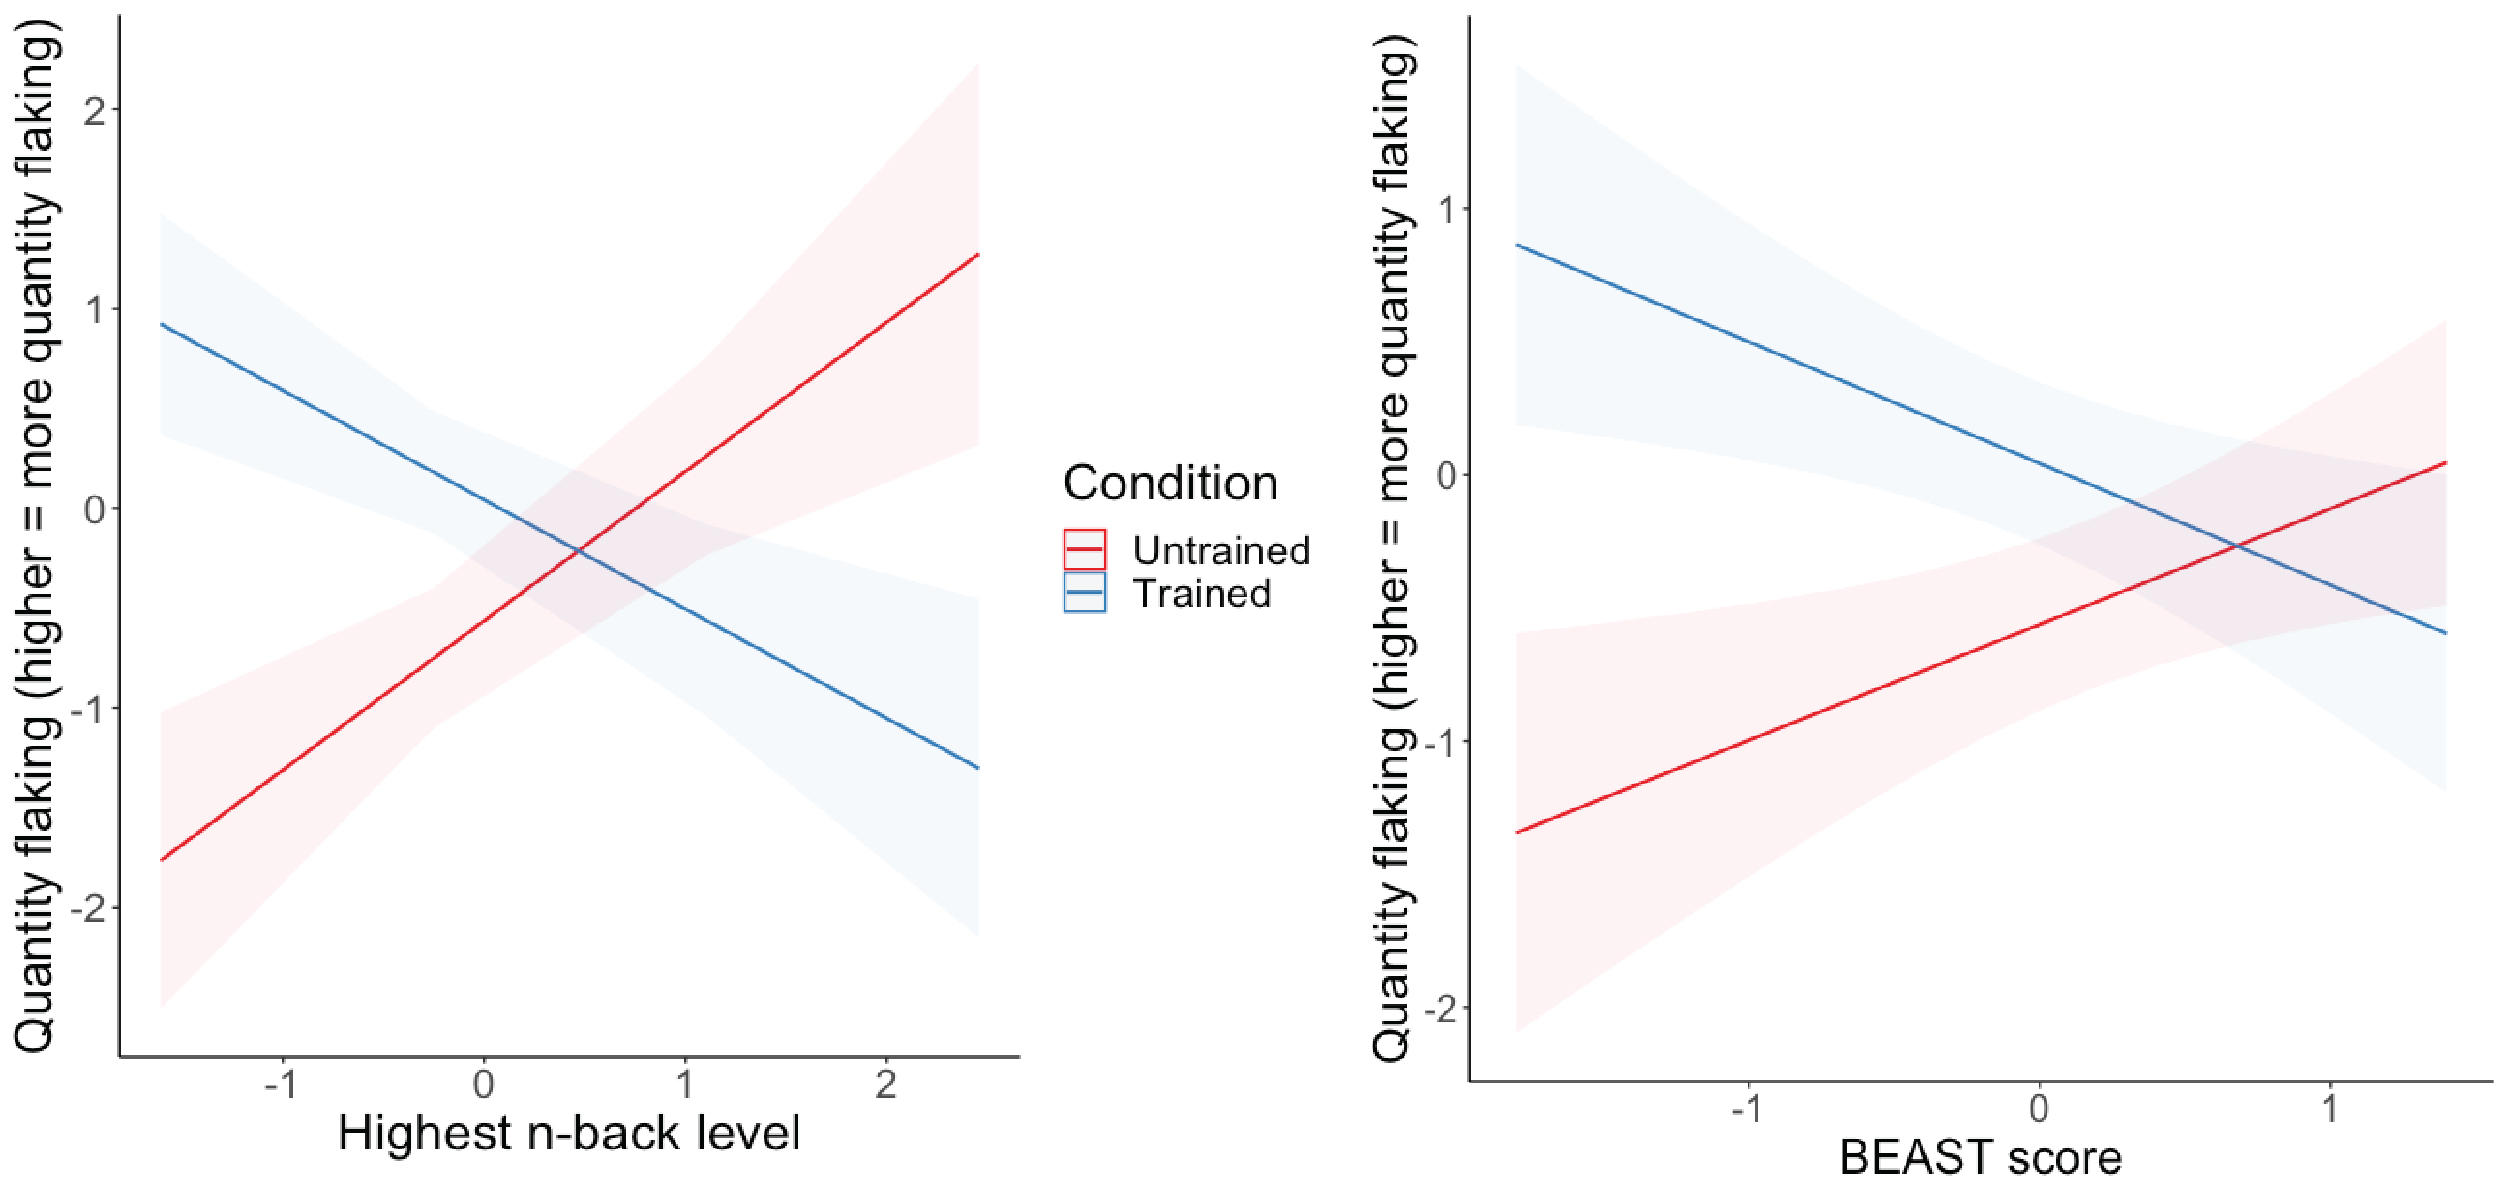 Quantity flaking (higher = more quantity flaking)
2
1
0
-1
-2
-1 0 1 2
Highest n-back level
Condition
Untrained
Trained
Quantity flaking (higher = more quantity flaking)
1
0
-1
-2
-1 0 1
BEAST score